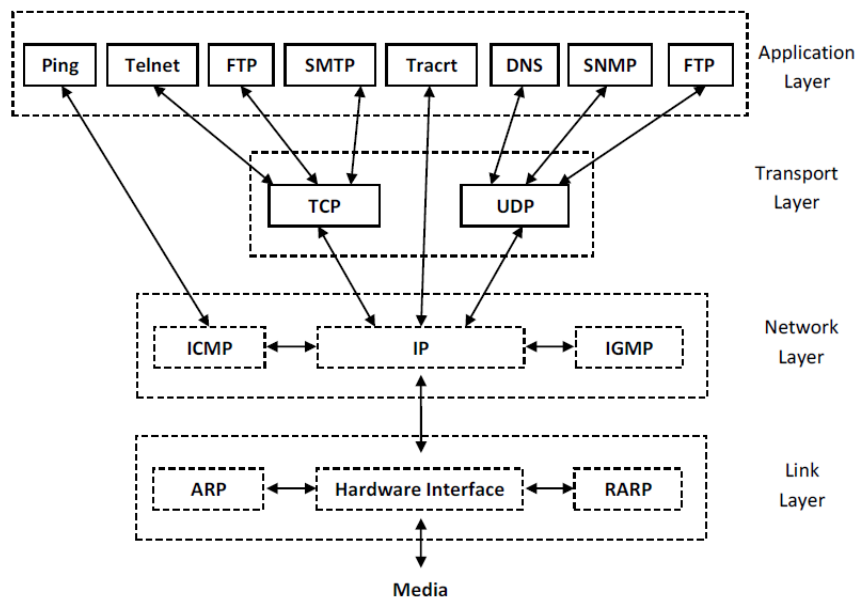 Ping
Telnet
FTP
SMTP
Tracrt
DNS
SNMP
FTP
Application
Layer
TCP
UDP
Transport
Layer
ICMP
IP
IGMP
Network
Layer
ARP
Hardware Interface
RARP
Link
Layer
Media